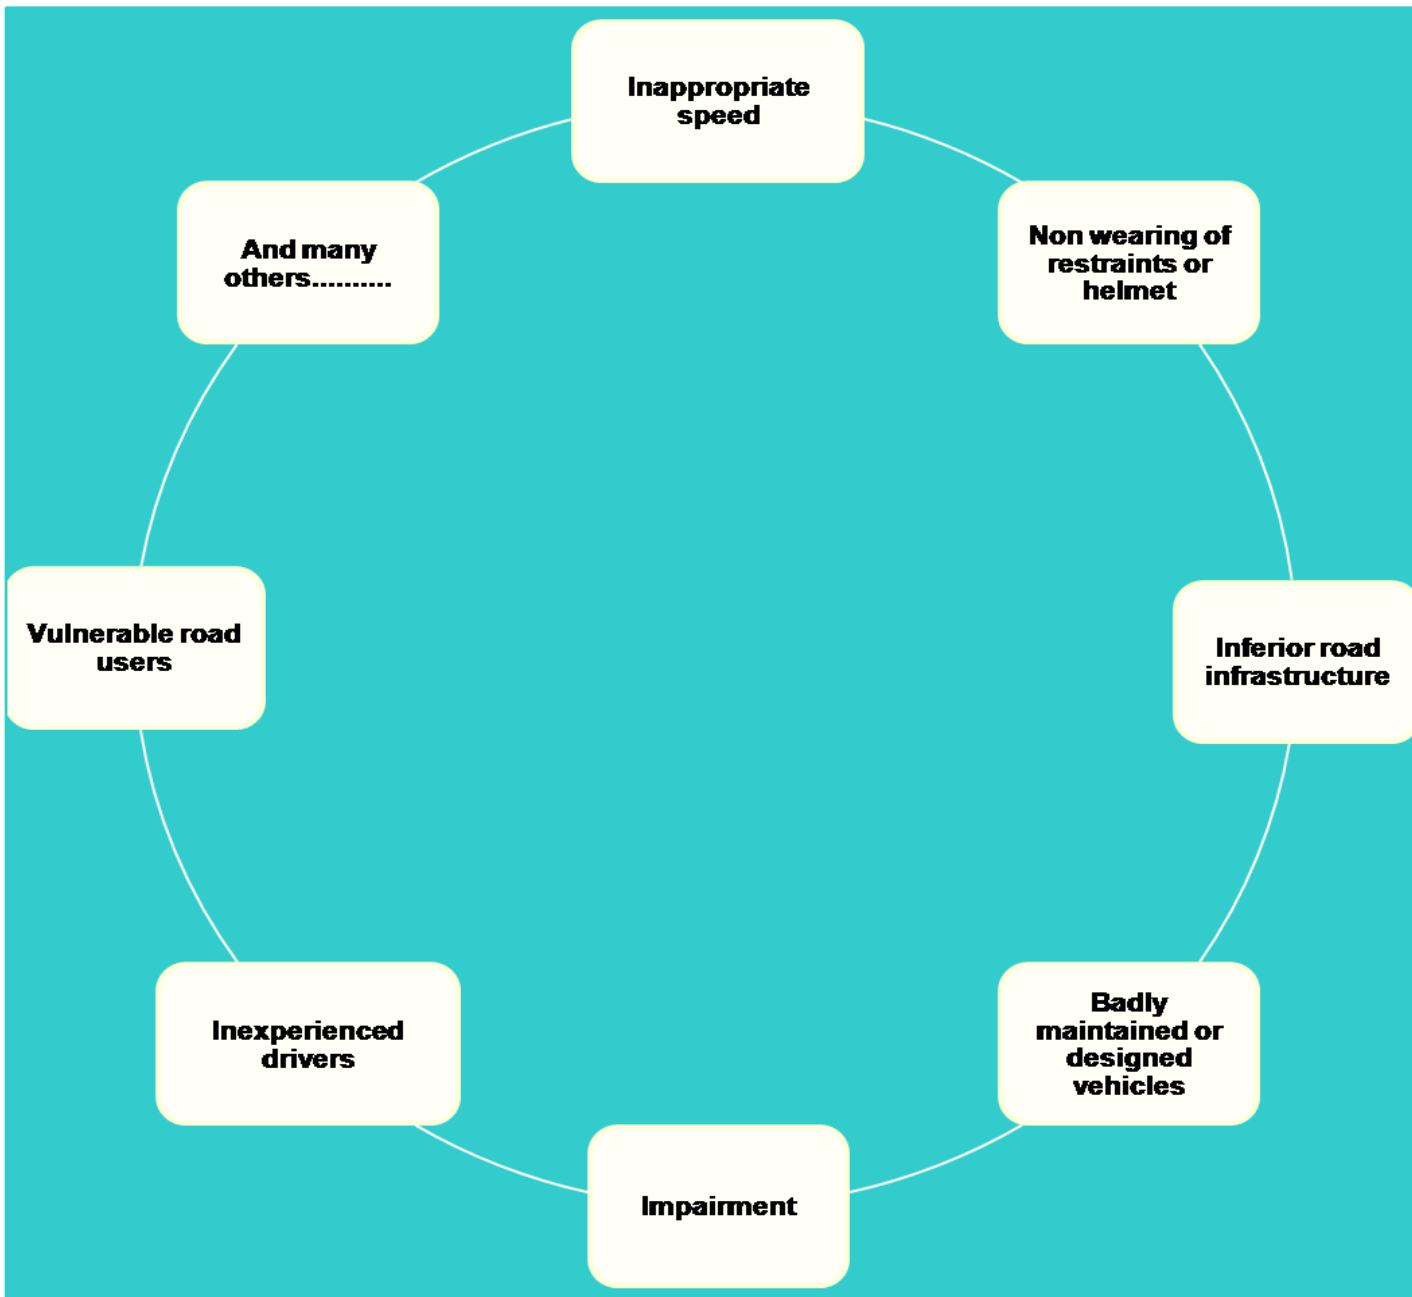 Inappropriate
speed
Non wearing of
restraints or
helmet
Inferior road
infrastructure
Badly
maintained or
designed
vehicles
Impairment
Inexperienced
drivers
Vulnerable road
users
And many
others..........